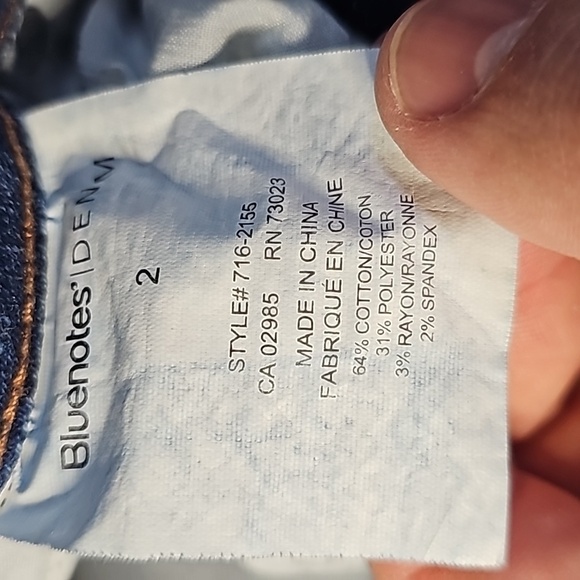 Bluenotes'|DENM
2
STYLE# 716-2155
CA 02985 RN 73023
MADE IN CHINA
FABRIQUÉ EN CHINE
64% COTTON/COTON
31% POLYESTER
3% RAYON/RAYONNE
2% SPANDEX